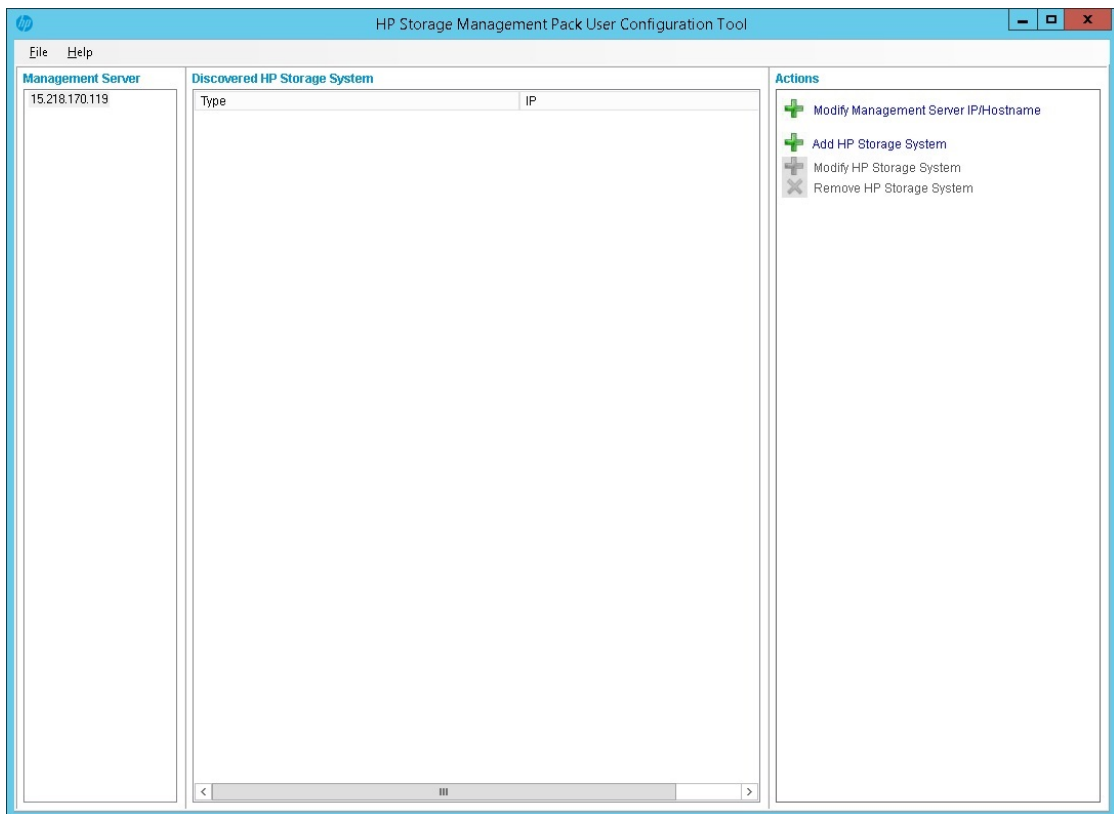 HP Storage Management Pack User Configuration Tool
File Help
Management Server
15.218.170.119
Discovered HP Storage System
Type IP
Actions
Modify Management Server IP/Hostname
Add HP Storage System
Modify HP Storage System
Remove HP Storage System